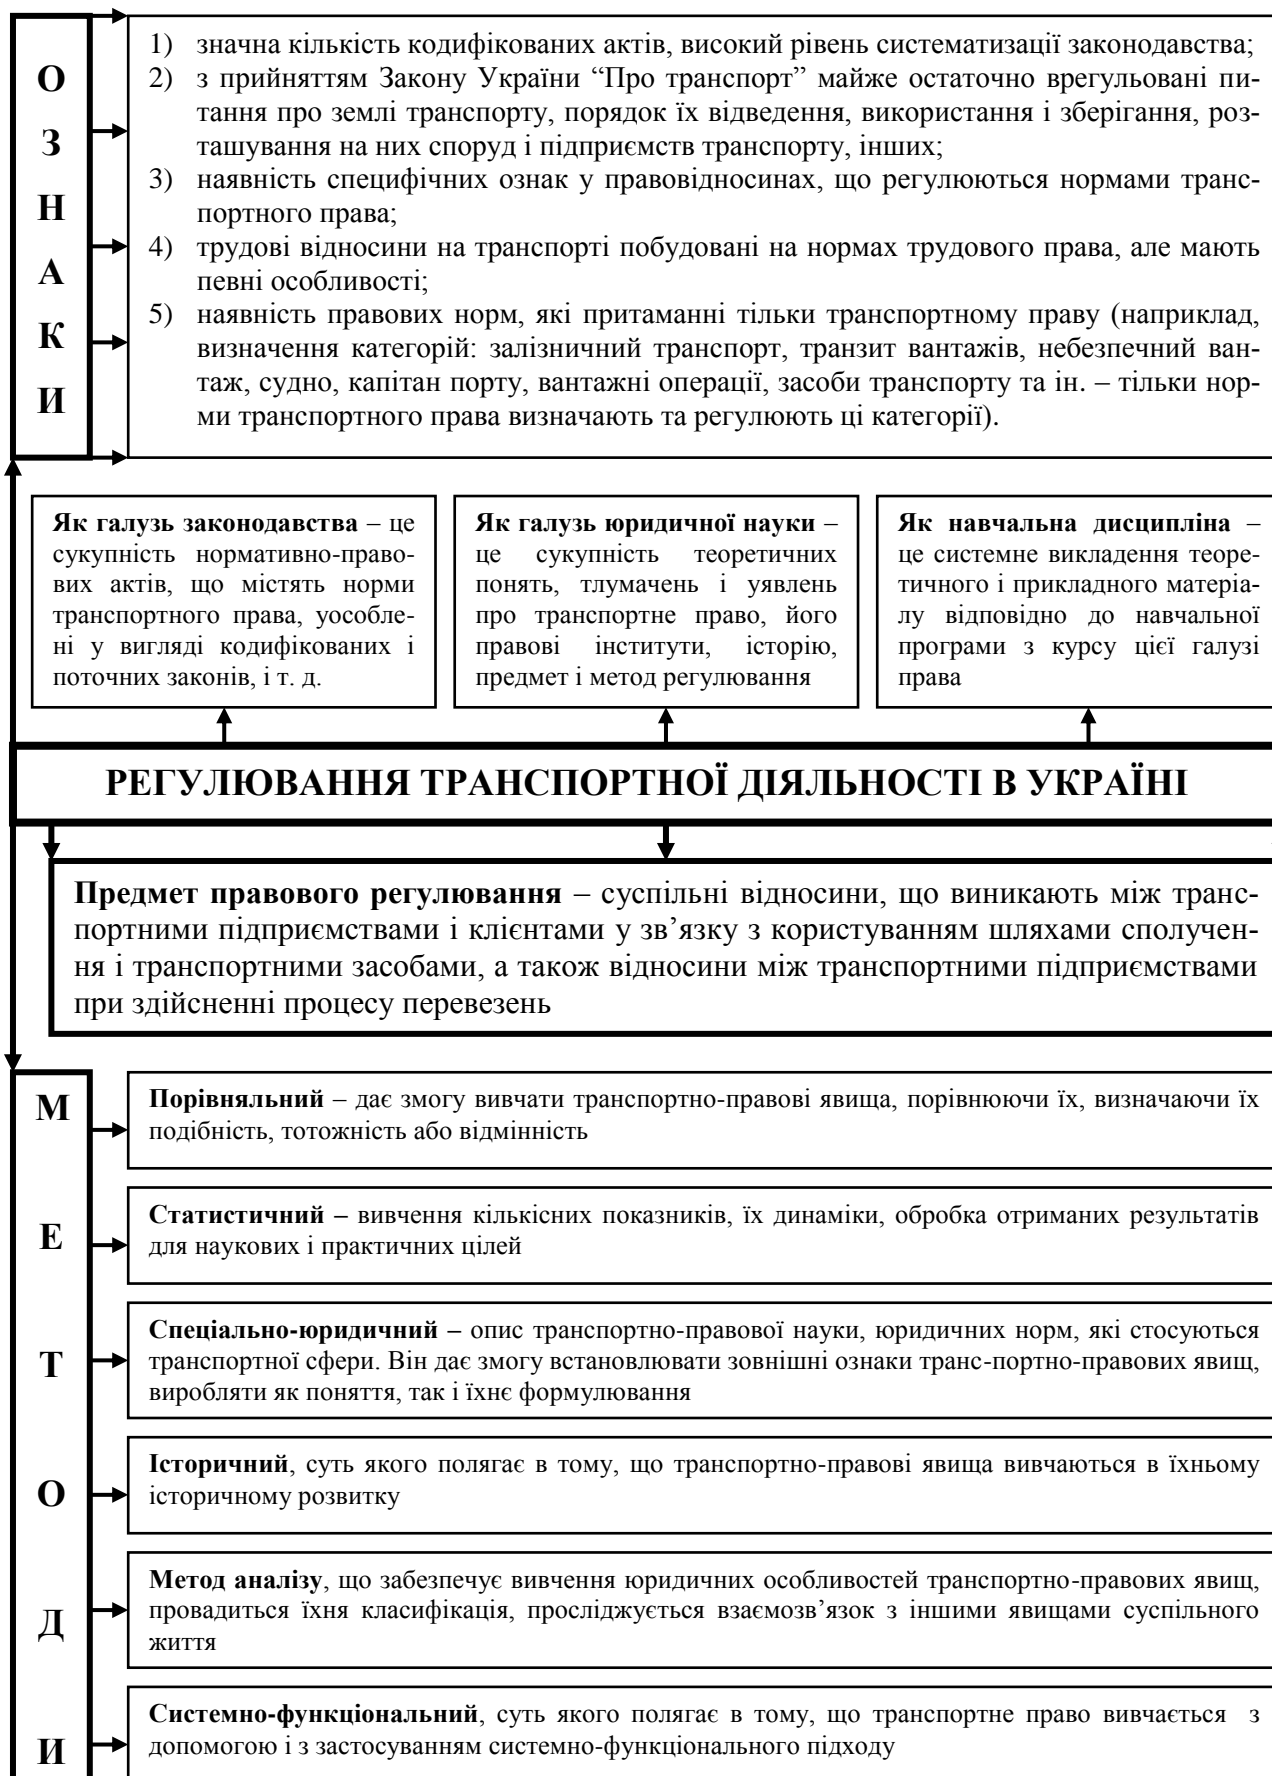 ОЗНАКИ
1) значна кількість кодифікованих актів, високий рівень систематизації законодавства;
2) з прийняттям Закону України “Про транспорт” майже остаточно врегульовані пи-
тання про землі транспорту, порядок їх відведення, використання і зберігання, роз-
ташування на них споруд і підприємств транспорту, інших;
3) наявність специфічних ознак у правовідносинах, що регулюються нормами транс-
портного права;
4) трудові відносини на транспорті побудовані на нормах трудового права, але мають
певні особливості;
5) наявність правових норм, які притаманні тільки транспортному праву (наприклад,
визначення категорій: залізничний транспорт, транзит вантажів, небезпечний ван-
таж, судно, капітан порту, вантажні операції, засоби транспорту та ін. – тільки нор-
ми транспортного права визначають та регулюють ці категорії).
Як галузь законодавства – це
сукупність нормативно-право-
вих актів, що містять норми
транспортного права, уособле-
ні у вигляді кодифікованих і
поточних законів, і т. д.
Як галузь юридичної науки –
це сукупність теоретичних
понять, тлумачень і уявлень
про транспортне право, його
правові інститути, історію,
предмет і метод регулювання
Як навчальна дисципліна –
це системне викладення теоре-
тичного і прикладного матеріа-
лу відповідно до навчальної
програми з курсу цієї галузі
права
РЕГУЛЮВАННЯ ТРАНСПОРТНОЇ ДІЯЛЬНОСТІ В УКРАЇНІ
Предмет правового регулювання – суспільні відносини, що виникають між транс-
портними підприємствами і клієнтами у зв’язку з користуванням шляхами сполучен-
ня і транспортними засобами, а також відносини між транспортними підприємствами
при здійсненні процесу перевезень
МЕТОДИ
Порівняльний – дає змогу вивчати транспортно-правові явища, порівнюючи їх, визначаючи їх
подібність, тотожність або відмінність
Статистичний – вивчення кількісних показників, їх динаміки, обробка отриманих результатів
для наукових і практичних цілей
Спеціально-юридичний – опис транспортно-правової науки, юридичних норм, які стосуються
транспортної сфери. Він дає змогу встановлювати зовнішні ознаки транс-портно-правових явищ,
виробляти як поняття, так і їхнє формулювання
Історичний, суть якого полягає в тому, що транспортно-правові явища вивчаються в їхньому
історичному розвитку
Метод аналізу, що забезпечує вивчення юридичних особливостей транспортно-правових явищ,
провадиться їхня класифікація, просліджується взаємозв’язок з іншими явищами суспільного
життя
Системно-функціональний, суть якого полягає в тому, що транспортне право вивчається з
допомогою і з застосуванням системно-функціонального підходу